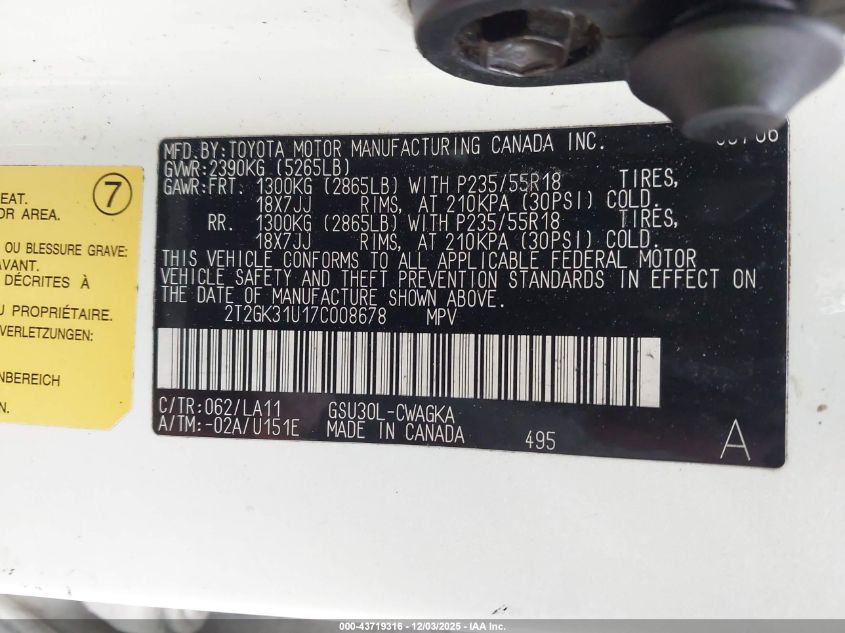 7
EAT.
OR AREA.
OU BLESSURE GRAVE:
AVANT.
DÉCRITES À
U PROPRIÉTAIRE.
VERLETZUNGEN:
NBEREICH
N.
MFD.BY:TOYOTA MOTOR MANUFACTURING CANADA INC.
GVWR:2390KG (5265LB)
GAWR:FRT. 1300KG (2865LB) WITH P235/55R18 TIRES,
18X7JJ RIMS, AT 210KPA (30PSI) COLD.
RR. 1300KG (2865LB) WITH P235/55R18 TIRES,
18X7JJ RIMS, AT 210KPA (30PSI) COLD.
THIS VEHICLE CONFORMS TO ALL APPLICABLE FEDERAL MOTOR
VEHICLE SAFETY AND THEFT PREVENTION STANDARDS IN EFFECT ON
THE DATE OF MANUFACTURE SHOWN ABOVE.
2T2GK31U17C008678 MPV
C/TR:062/LA11 GSU30L-CWAGKA
A/TM:-02A/U151E MADE IN CANADA 495 A
000-43719316 - 12/03/2025 - IAA, Inc.